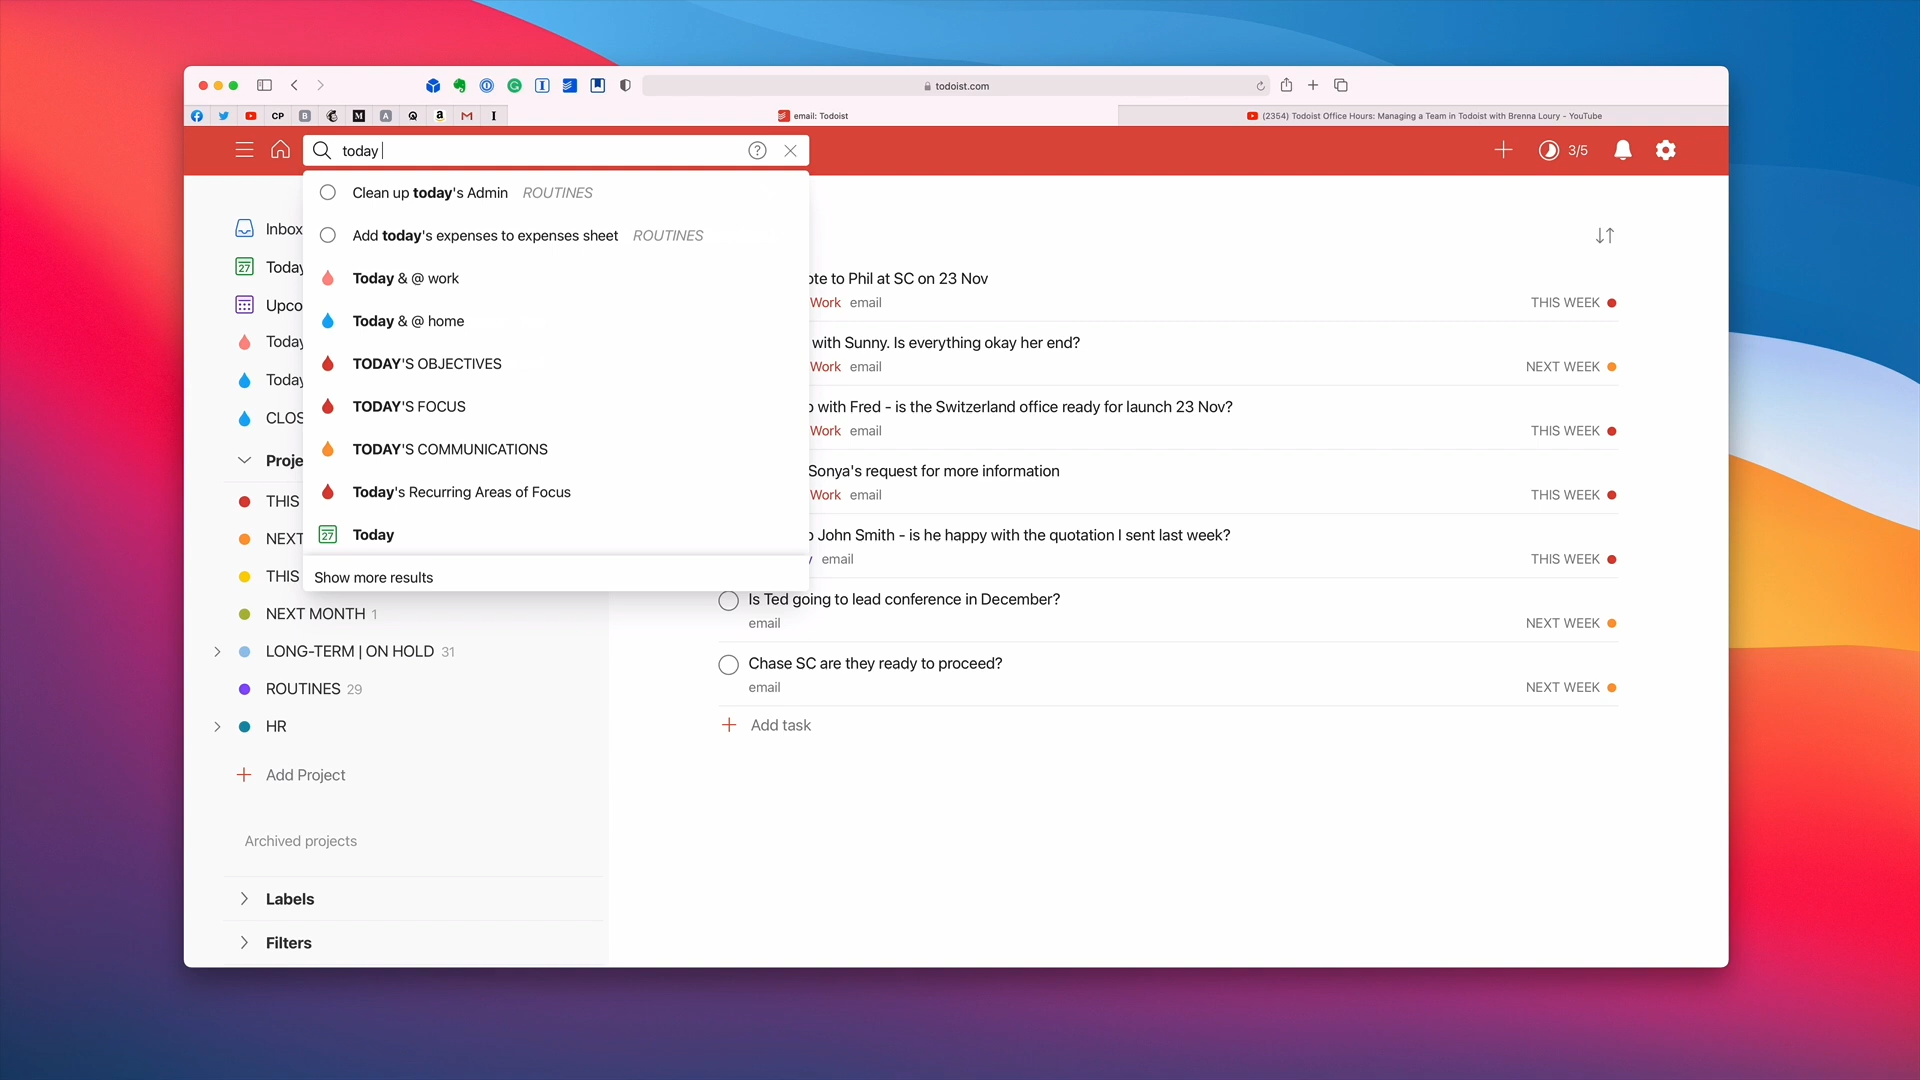 todoist.com
CP
B
M
A
a
I
email: Todoist
(2354) Todoist Office Hours: Managing a Team in Todoist with Brenna Loury - YouTube
today
3/5
Clean up today's Admin ROUTINES
Add today's expenses to expenses sheet ROUTINES
Today & @ work
Today & @ home
TODAY'S OBJECTIVES
TODAY'S FOCUS
TODAY'S COMMUNICATIONS
Today's Recurring Areas of Focus
27 Today
Show more results
Inbox
27 Today
Upco
Today
Today
CLOS
Proje
THIS
NEXT
THIS
NEXT MONTH 1
LONG-TERM | ON HOLD 31
ROUTINES 29
HR
Add Project
Archived projects
Labels
Filters
ote to Phil at SC on 23 Nov
Work email THIS WEEK
with Sunny. Is everything okay her end?
Work email NEXT WEEK
with Fred - is the Switzerland office ready for launch 23 Nov?
Work email THIS WEEK
Sonya's request for more information
Work email THIS WEEK
John Smith - is he happy with the quotation I sent last week?
email THIS WEEK
Is Ted going to lead conference in December?
email NEXT WEEK
Chase SC are they ready to proceed?
email NEXT WEEK
Add task